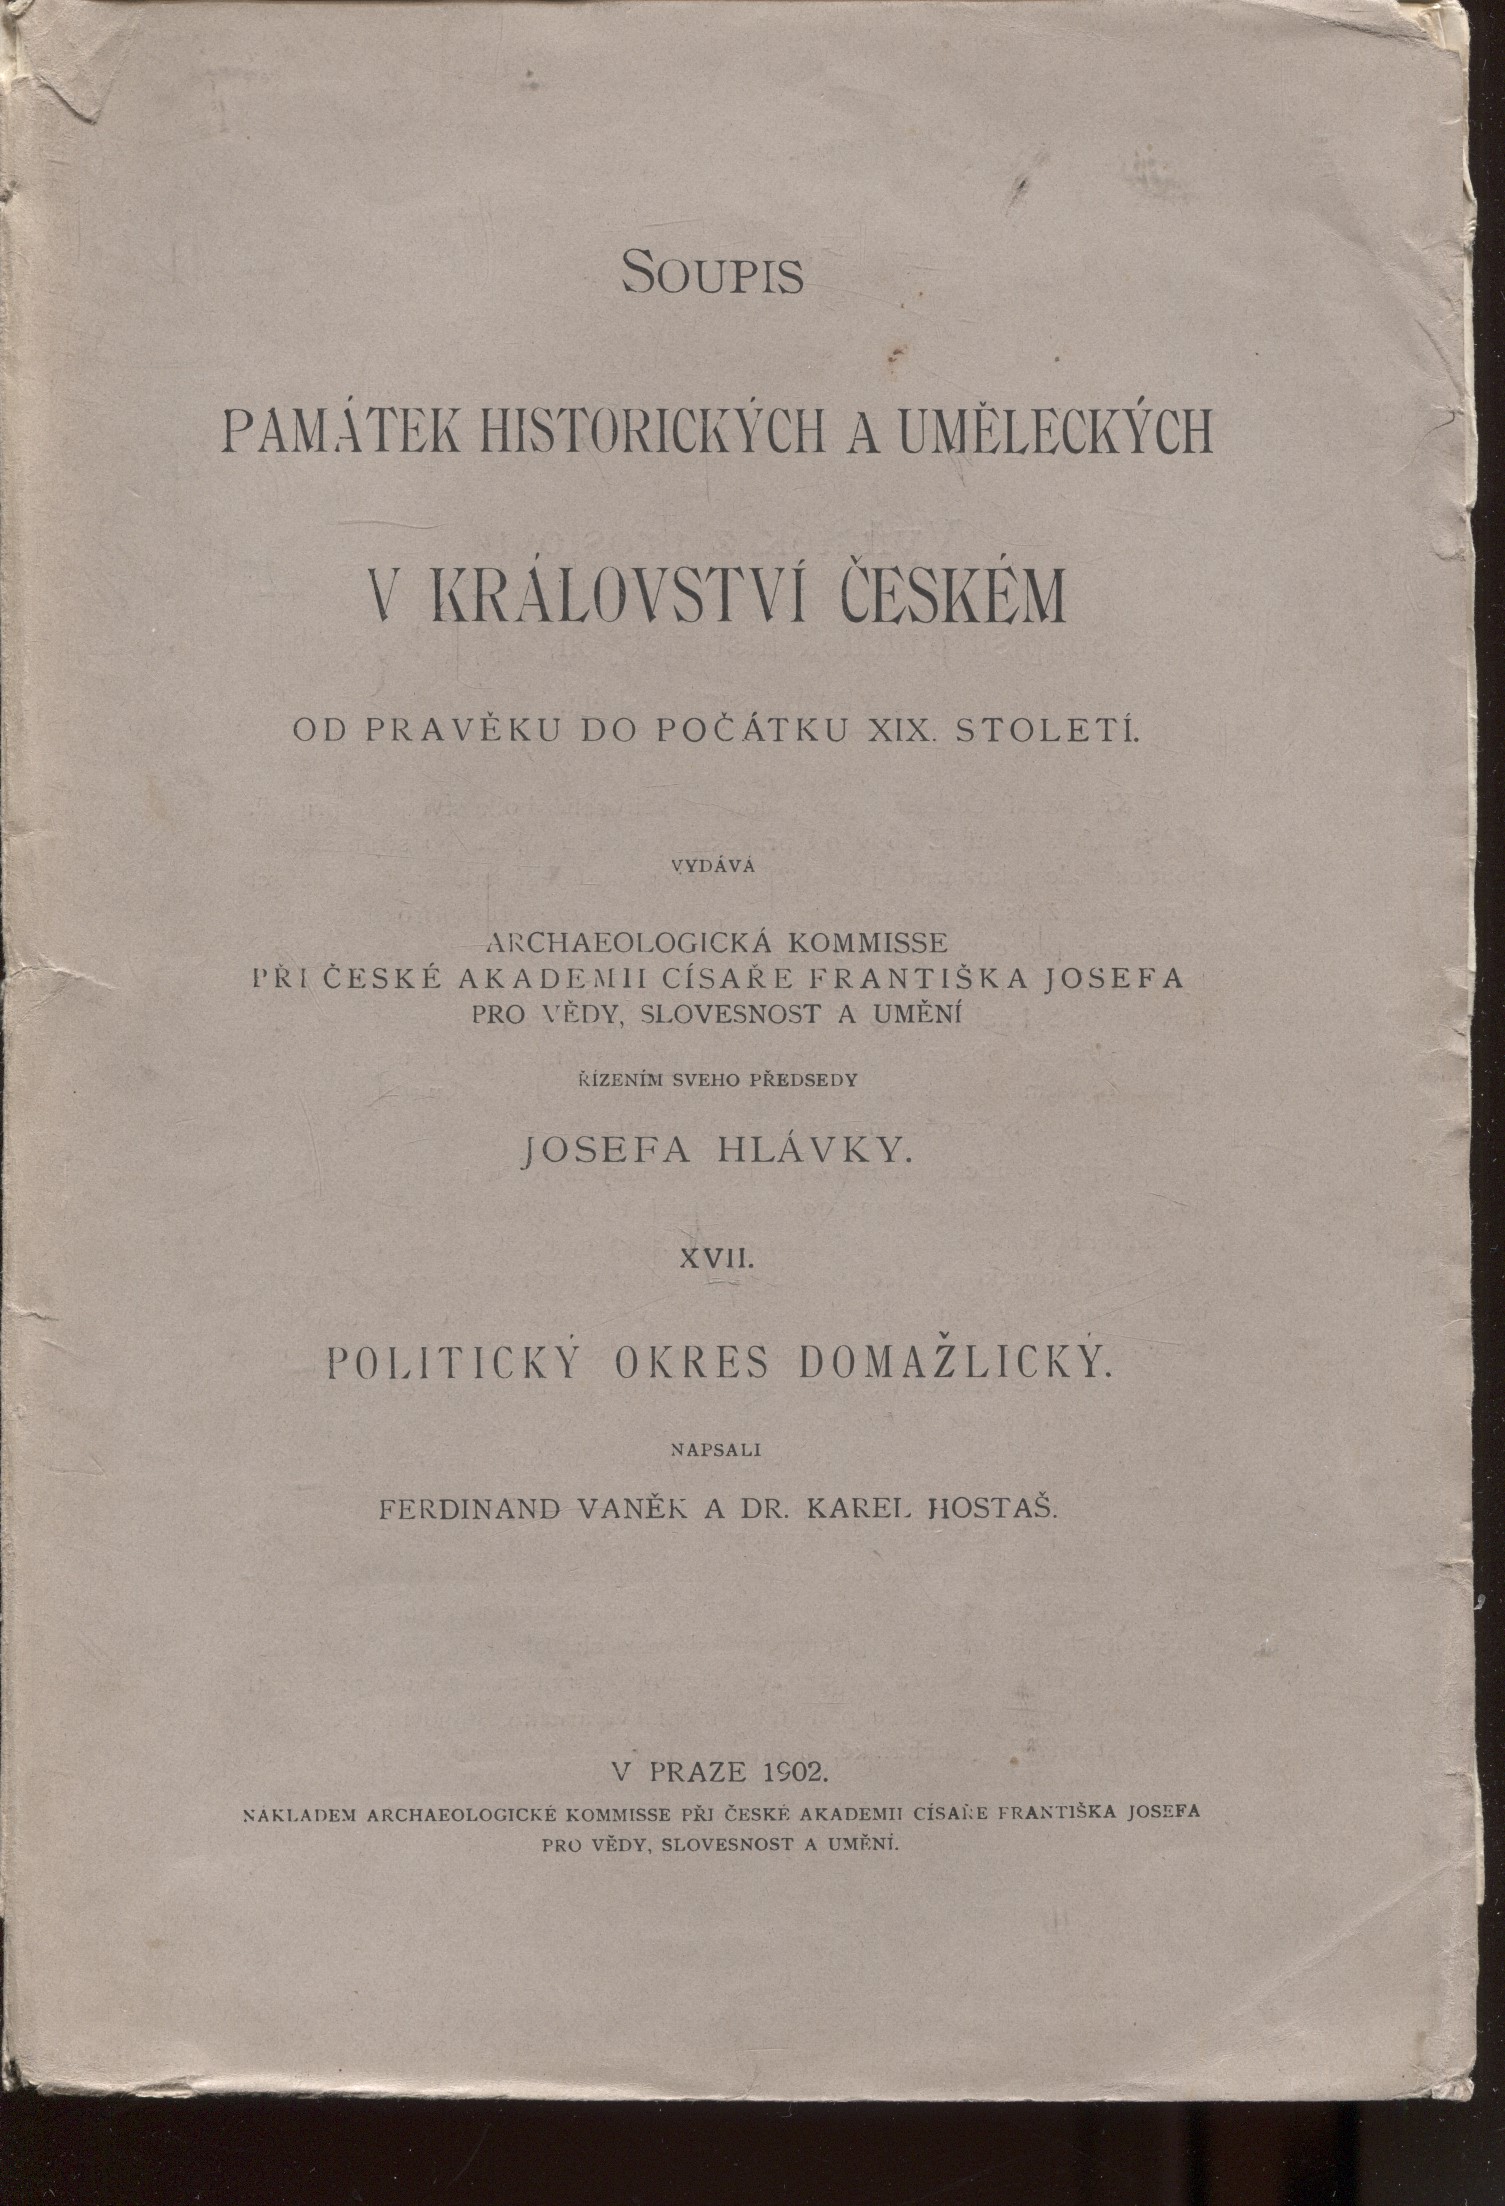 SOUPIS
PAMÁTEK HISTORICKÝCH A UMĚLECKÝCH
V KRÁLOVSTVÍ ČESKÉM
OD PRAVĚKU DO POČÁTKU XIX. STOLETÍ.
VYDÁVÁ
ARCHAEOLOGICKÁ KOMMISSE
PŘI ČESKÉ AKADEMII CÍSAŘE FRANTIŠKA JOSEFA
PRO VĚDY, SLOVESNOST A UMĚNÍ
ŘÍZENÍM SVEHO PŘEDSEDY
JOSEFA HLÁVKY.
XVII.
POLITICKÝ OKRES DOMAŽLICKÝ.
NAPSALI
FERDINAND VANĚK A DR. KAREL HOSTAŠ.
V PRAZE 1902.
NÁKLADEM ARCHAEOLOGICKÉ KOMMISSE PŘI ČESKÉ AKADEMII CÍSAŘE FRANTIŠKA JOSEFA
PRO VĚDY, SLOVESNOST A UMĚNÍ.